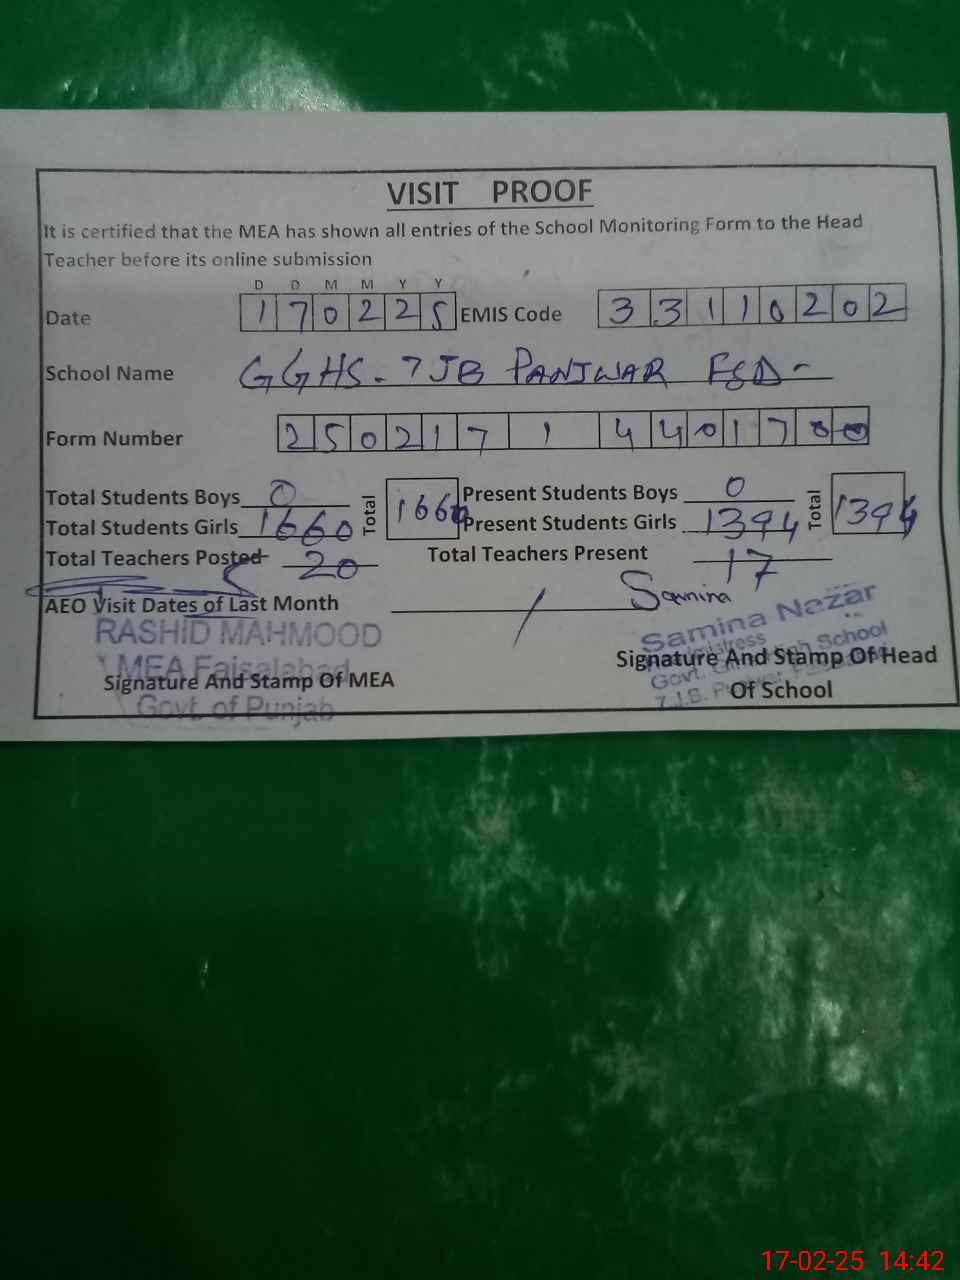 VISIT PROOF
It is certified that the MEA has shown all entries of the School Monitoring Form to the Head
Teacher before its online submission
D D M M Y Y
Date 1 7 0 2 2 5 EMIS Code 3 3 1 1 0 2 0 2
School Name GGHS-7JB PANJWAR FSD-
Form Number 2 5 0 2 1 7 1 4 4 0 1 7
Total Students Boys 0 Total 1660 Present Students Boys 0 Total 1394
Total Students Girls 1660 Present Students Girls 1394
Total Teachers Posted 20 Total Teachers Present 17
AEO Visit Dates of Last Month / Samina
RASHID MAHMOOD
MEA Faisalabad
Govt. of Punjab
Signature And Stamp Of MEA
Samina Nazar
Govt. High School
7 J.B.
Signature And Stamp Of Head
Of School
17-02-25 14:42